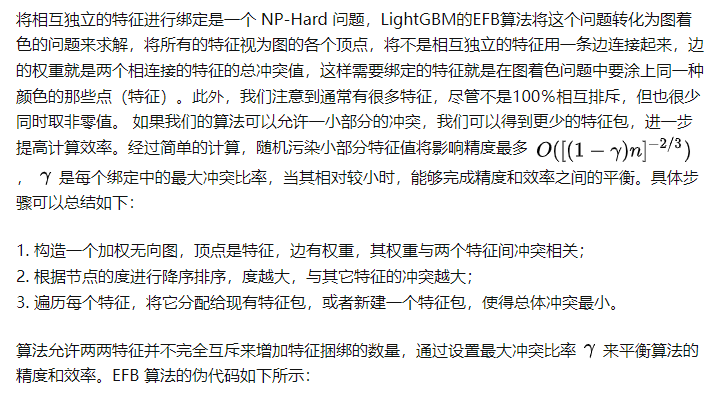 将相互独立的特征进行绑定是一个 NP-Hard 问题，LightGBM的EFB算法将这个问题转化为图着
色的问题来求解，将所有的特征视为图的各个顶点，将不是相互独立的特征用一条边连接起来，边
的权重就是两个相连接的特征的总冲突值，这样需要绑定的特征就是在图着色问题中要涂上同一种
颜色的那些点（特征）。此外，我们注意到通常有很多特征，尽管不是100％相互排斥，但也很少
同时取非零值。 如果我们的算法可以允许一小部分的冲突，我们可以得到更少的特征包，进一步
提高计算效率。经过简单的计算，随机污染小部分特征值将影响精度最多 O([(1 − γ)n]^{−2/3})
， γ 是每个绑定中的最大冲突比率，当其相对较小时，能够完成精度和效率之间的平衡。具体步
骤可以总结如下：
1. 构造一个加权无向图，顶点是特征，边有权重，其权重与两个特征间冲突相关；
2. 根据节点的度进行降序排序，度越大，与其它特征的冲突越大；
3. 遍历每个特征，将它分配给现有特征包，或者新建一个特征包，使得总体冲突最小。
算法允许两两特征并不完全互斥来增加特征捆绑的数量，通过设置最大冲突比率 γ 来平衡算法的
精度和效率。EFB 算法的伪代码如下所示：